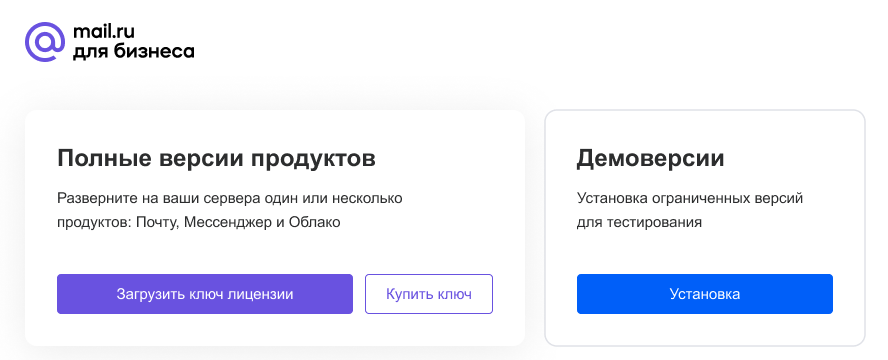 mail.ru
для бизнеса
Полные версии продуктов
Разверните на ваши сервера один или несколько
продуктов: Почту, Мессенджер и Облако
Загрузить ключ лицензии
Купить ключ
Демоверсии
Установка ограниченных версий
для тестирования
Установка